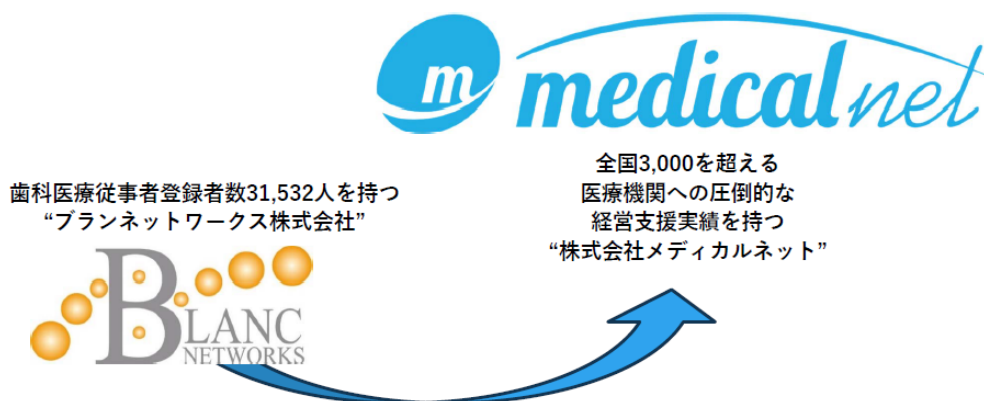 m medicalnet
全国3,000を超える
医療機関への圧倒的な
経営支援実績を持つ
“株式会社メディカルネット”
歯科医療従事者登録者数31,532人を持つ
“ブランネットワークス株式会社”
BLANC
NETWORKS